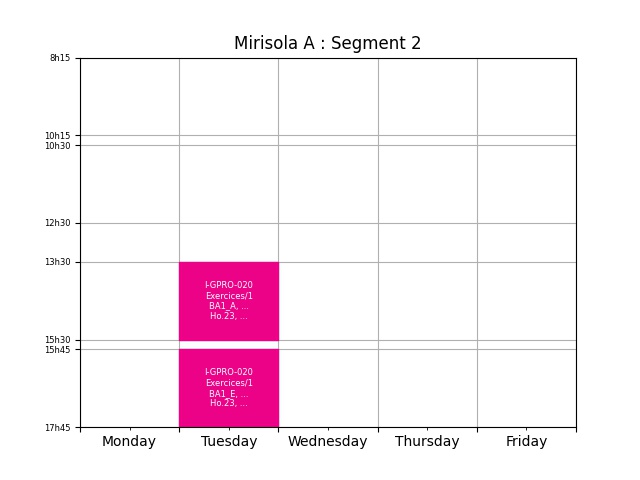 Mirisola A : Segment 2
8h15
10h15
10h30
12h30
13h30
I-GPRO-020
Exercices/1
BA1_A, ...
Ho.23, ...
15h30
15h45
I-GPRO-020
Exercices/1
BA1_E, ...
Ho.23, ...
17h45
Monday Tuesday Wednesday Thursday Friday